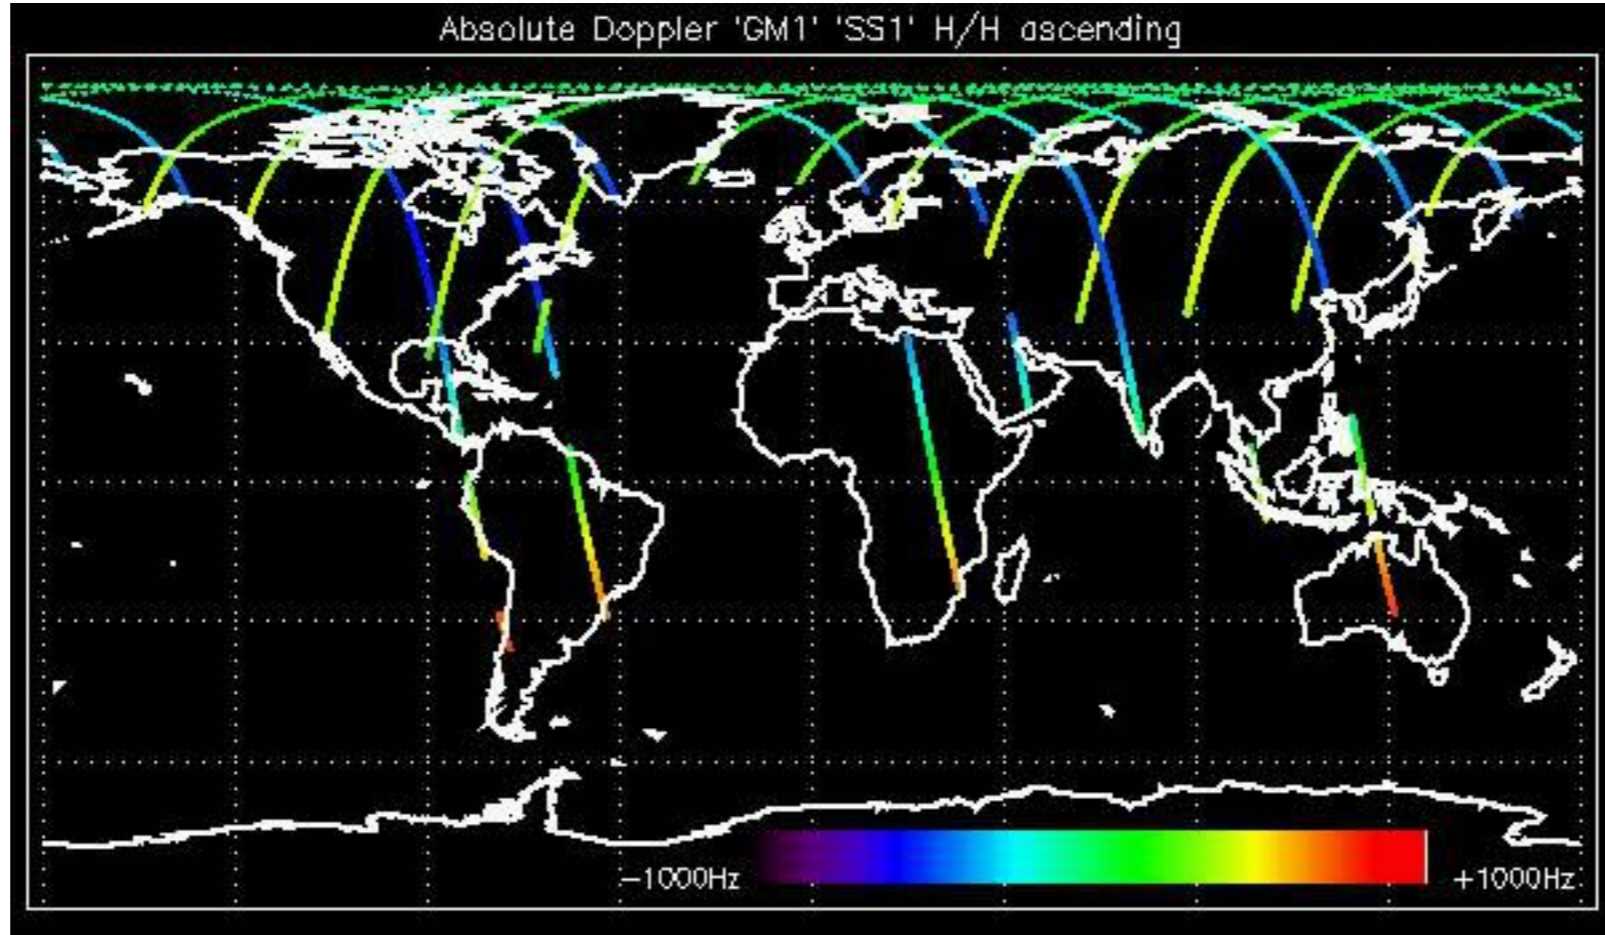 Absolute Doppler 'GM1' 'SS1' H/H ascending
−1000Hz +1000Hz